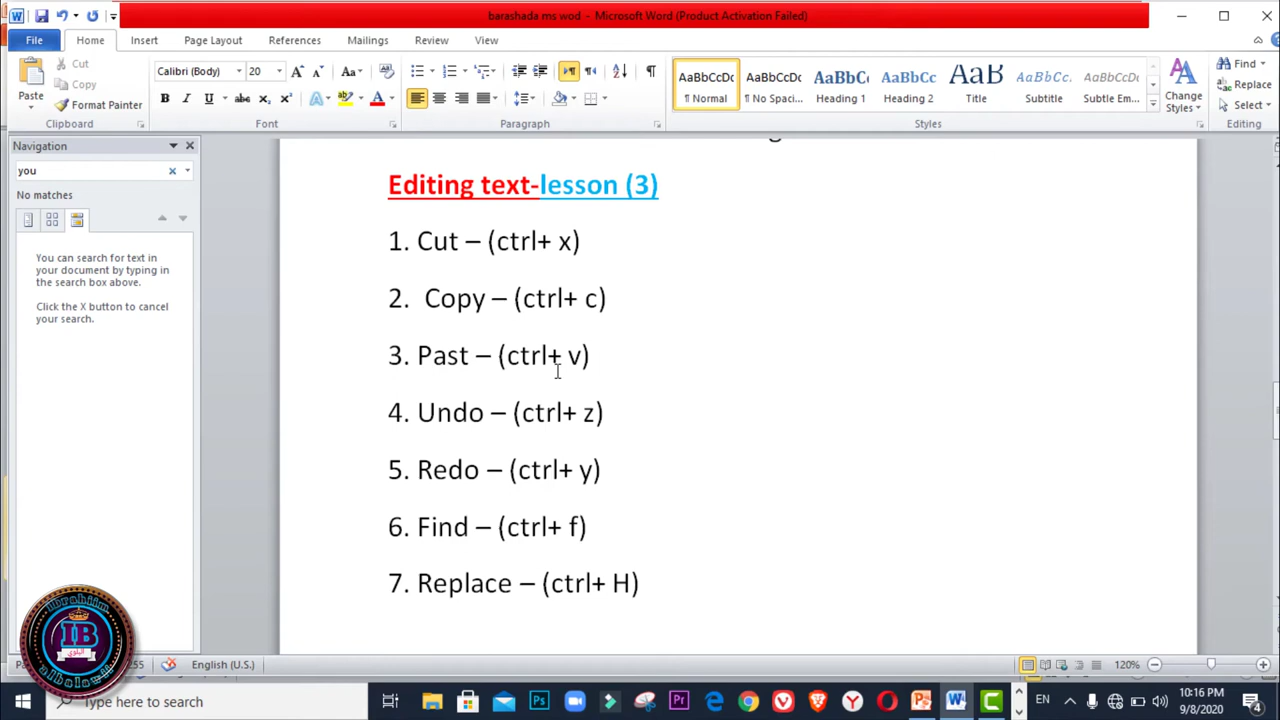 barashada ms wod - Microsoft Word (Product Activation Failed)
File Home Insert Page Layout References Mailings Review View
Paste
Cut
Copy
Format Painter
Clipboard
Calibri (Body) 20
Font
Paragraph
AaBbCcDc AaBbCcDc AaBbCc AaBbCc AaB AaBbCc. AaBbCcDc
¶ Normal ¶ No Spaci... Heading 1 Heading 2 Title Subtitle Subtle Em...
Styles
Change
Styles
Find
Replace
Select
Editing
Navigation
you
No matches
You can search for text in
your document by typing in
the search box above.
Click the X button to cancel
your search.
Editing text-lesson (3)
1. Cut – (ctrl+ x)
2. Copy – (ctrl+ c)
3. Past – (ctrl+ v)
4. Undo – (ctrl+ z)
5. Redo – (ctrl+ y)
6. Find – (ctrl+ f)
7. Replace – (ctrl+ H)
Ibrohiim
IB
albalawtt
255 English (U.S.) 120%
Type here to search
EN
10:16 PM
9/8/2020